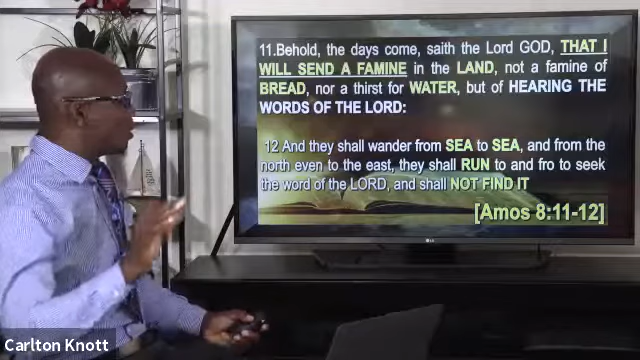 11.Behold, the days come, saith the Lord GOD, THAT I
WILL SEND A FAMINE in the LAND, not a famine of
BREAD, nor a thirst for WATER, but of HEARING THE
WORDS OF THE LORD:
12 And they shall wander from SEA to SEA, and from the
north even to the east, they shall RUN to and fro to seek
the word of the LORD, and shall NOT FIND IT
[Amos 8:11-12]
LG
Carlton Knott